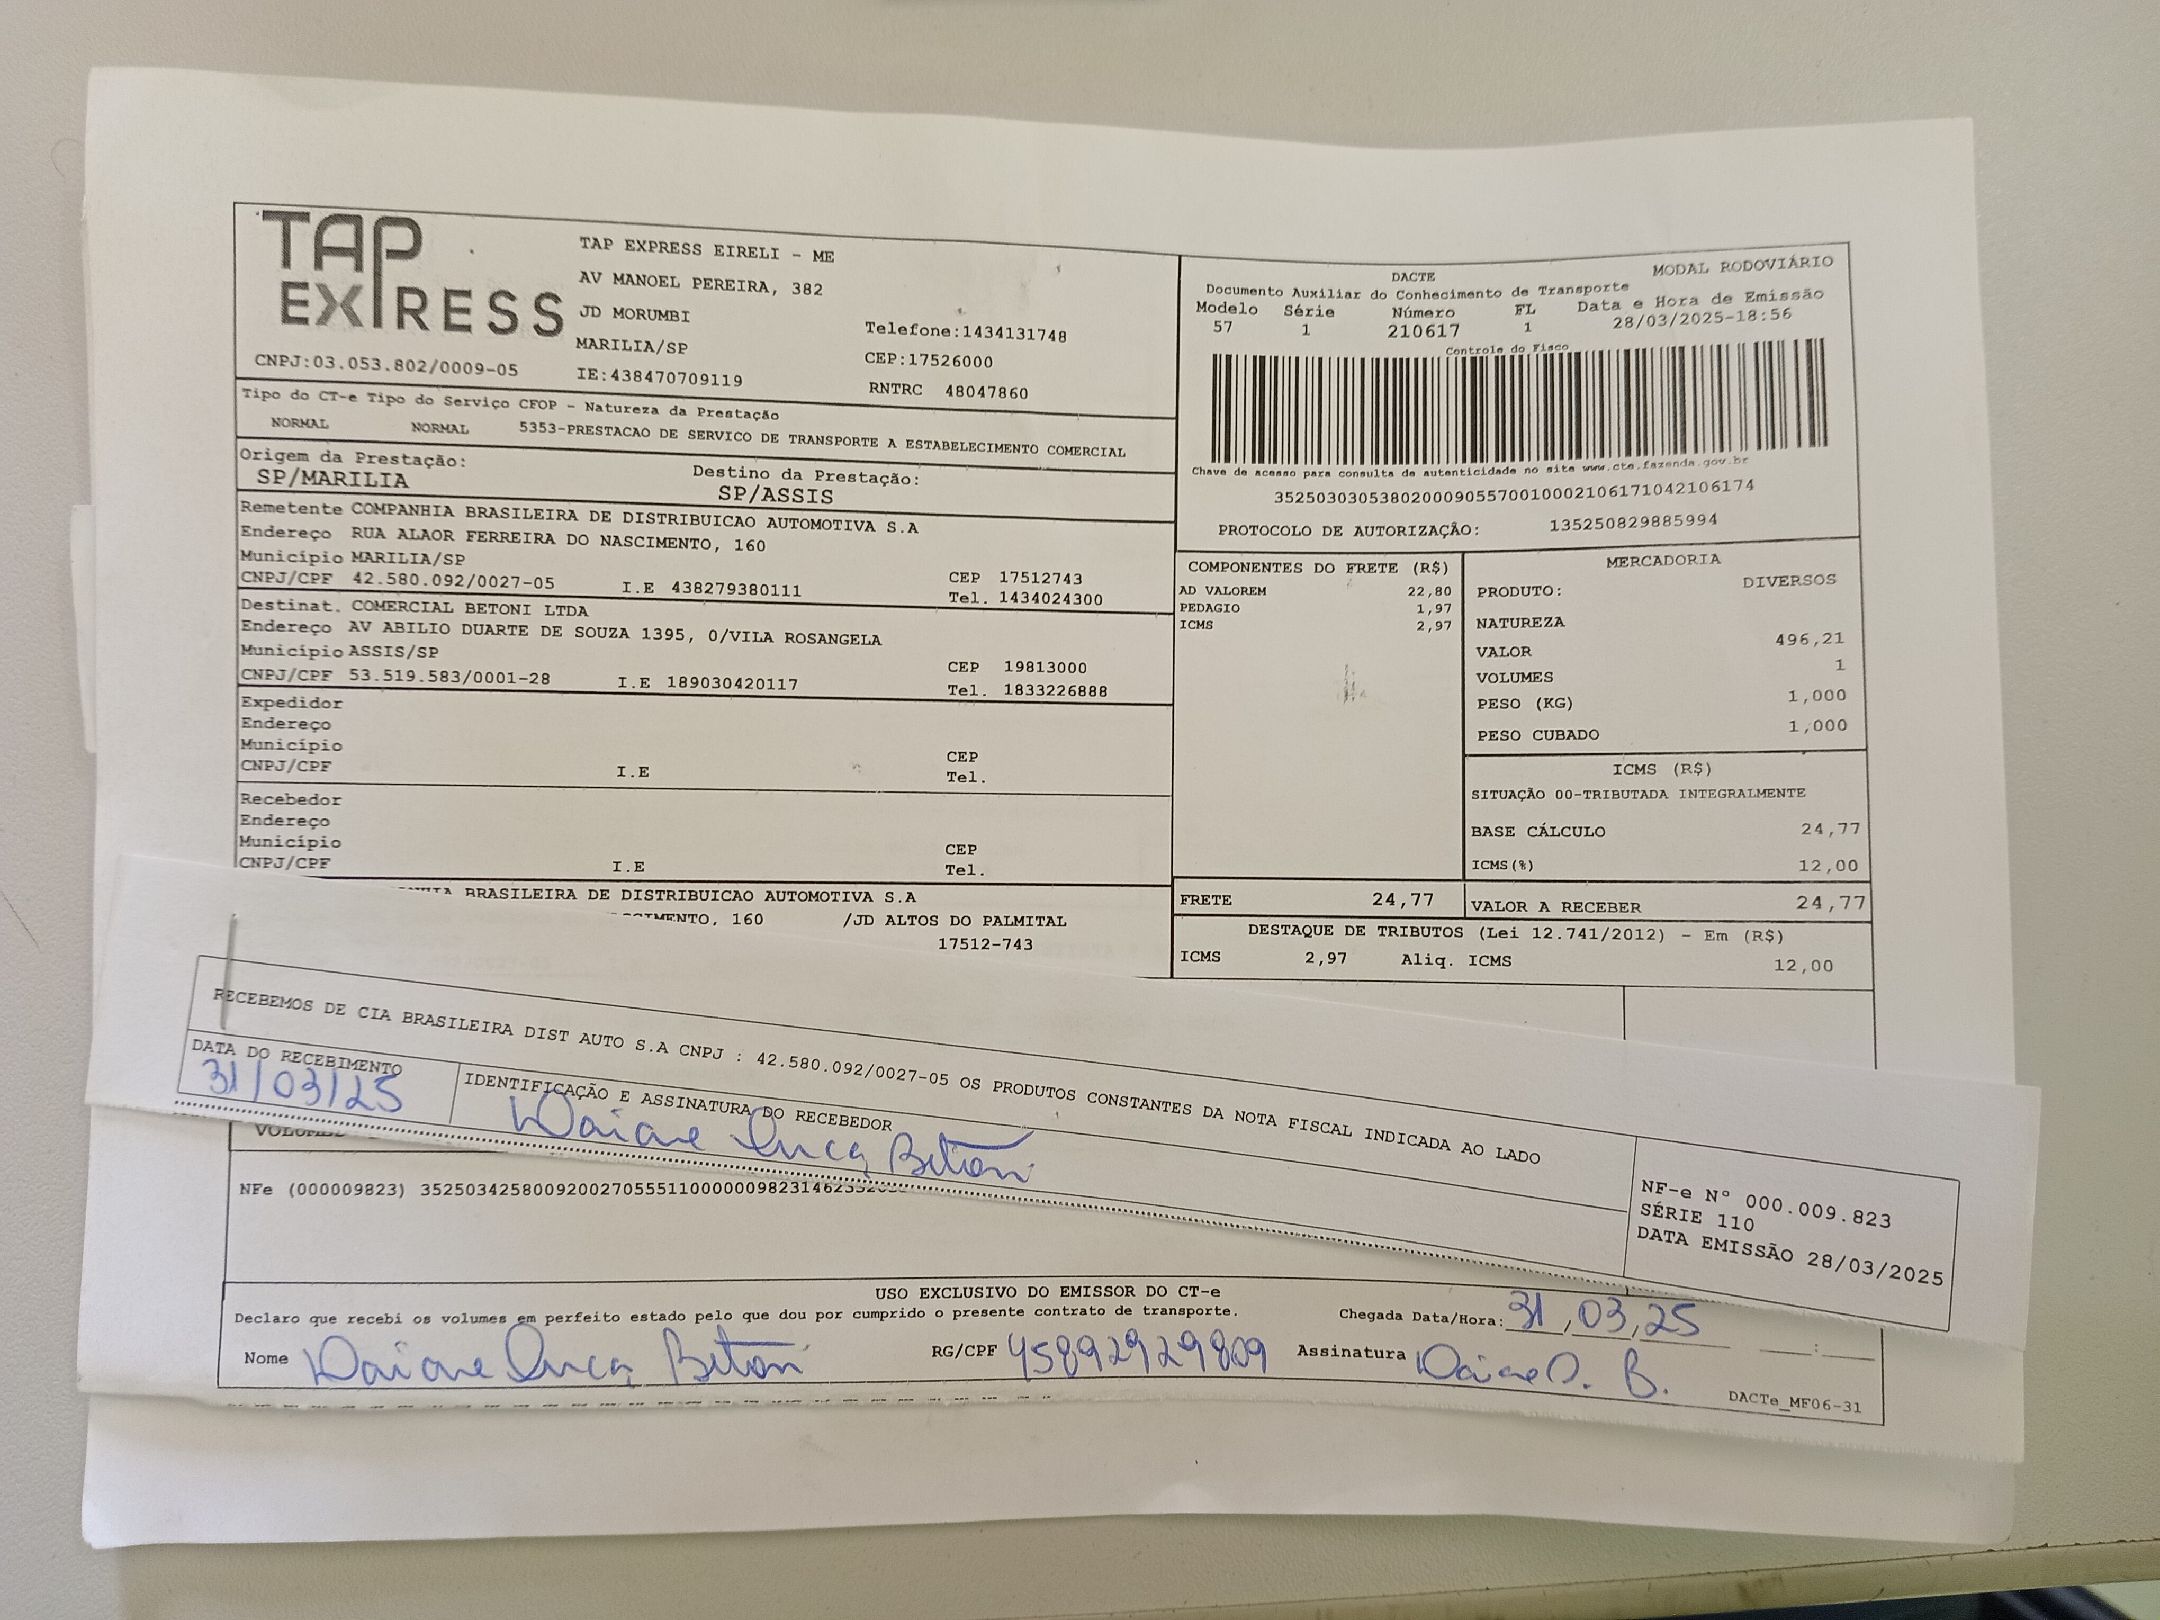 TAP
EXPRESS
CNPJ:03.053.802/0009-05
TAP EXPRESS EIRELI - ME
AV MANOEL PEREIRA, 382
JD MORUMBI
MARILIA/SP
IE:438470709119
Telefone:1434131748
CEP:17526000
RNTRC 48047860
Tipo do CT-e Tipo do Serviço CFOP - Natureza da Prestação
NORMAL NORMAL 5353-PRESTACAO DE SERVICO DE TRANSPORTE A ESTABELECIMENTO COMERCIAL
Origem da Prestação: Destino da Prestação:
SP/MARILIA SP/ASSIS
Remetente COMPANHIA BRASILEIRA DE DISTRIBUICAO AUTOMOTIVA S.A
Endereço RUA ALAOR FERREIRA DO NASCIMENTO, 160
Município MARILIA/SP CEP 17512743
CNPJ/CPF 42.580.092/0027-05 I.E 438279380111 Tel. 1434024300
Destinat. COMERCIAL BETONI LTDA
Endereço AV ABILIO DUARTE DE SOUZA 1395, 0/VILA ROSANGELA
Município ASSIS/SP CEP 19813000
CNPJ/CPF 53.519.583/0001-28 I.E 189030420117 Tel. 1833226888
Expedidor
Endereço
Município CEP
CNPJ/CPF I.E Tel.
Recebedor
Endereço
Município CEP
CNPJ/CPF I.E Tel.
BRASILEIRA DE DISTRIBUICAO AUTOMOTIVA S.A
160 /JD ALTOS DO PALMITAL
17512-743
DACTE MODAL RODOVIÁRIO
Documento Auxiliar do Conhecimento de Transporte
Modelo Série Número FL Data e Hora de Emissão
57 1 210617 1 28/03/2025-18:56
Controle do Fisco
Chave de acesso para consulta de autenticidade no site www.cte.fazenda.gov.br
35250303053802000905570010002106171042106174
PROTOCOLO DE AUTORIZAÇÃO: 135250829885994
COMPONENTES DO FRETE (R$)
AD VALOREM 22,80
PEDAGIO 1,97
ICMS 2,97
MERCADORIA
PRODUTO: DIVERSOS
NATUREZA
VALOR 496,21
VOLUMES 1
PESO (KG) 1,000
PESO CUBADO 1,000
ICMS (R$)
SITUAÇÃO 00-TRIBUTADA INTEGRALMENTE
BASE CÁLCULO 24,77
ICMS(%) 12,00
FRETE 24,77 VALOR A RECEBER 24,77
DESTAQUE DE TRIBUTOS (Lei 12.741/2012) - Em (R$)
ICMS 2,97 Aliq. ICMS 12,00
RECEBEMOS DE CIA BRASILEIRA DIST AUTO S.A CNPJ : 42.580.092/0027-05 OS PRODUTOS CONSTANTES DA NOTA FISCAL INDICADA AO LADO
DATA DO RECEBIMENTO IDENTIFICAÇÃO E ASSINATURA DO RECEBEDOR
31/03/25 Daiane Betoni
NF-e N° 000.009.823
SÉRIE 110
DATA EMISSÃO 28/03/2025
NFe (000009823)
USO EXCLUSIVO DO EMISSOR DO CT-e
Declaro que recebi os volumes em perfeito estado pelo que dou por cumprido o presente contrato de transporte. Chegada Data/Hora: 31,03,25
Nome Daiane Betoni RG/CPF 45892929809 Assinatura Daiane B.
DACTe_MF06-31